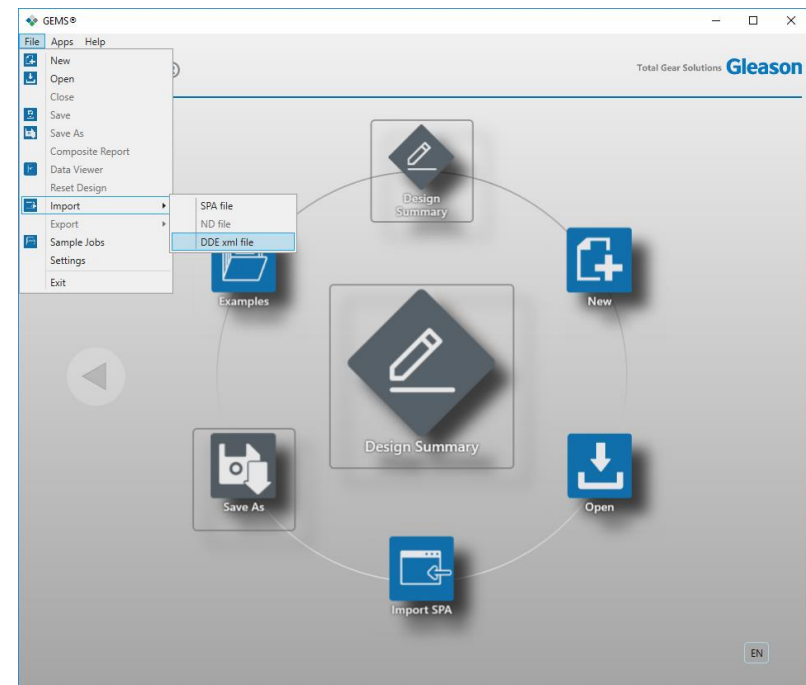 GEMS®
File Apps Help
Total Gear Solutions Gleason
New
Open
Close
Save
Save As
Composite Report
Data Viewer
Reset Design
Import
Export
Sample Jobs
Settings
Exit
SPA file
ND file
DDE xml file
Design
Summary
Examples
New
Design Summary
Save As
Open
Import SPA
EN